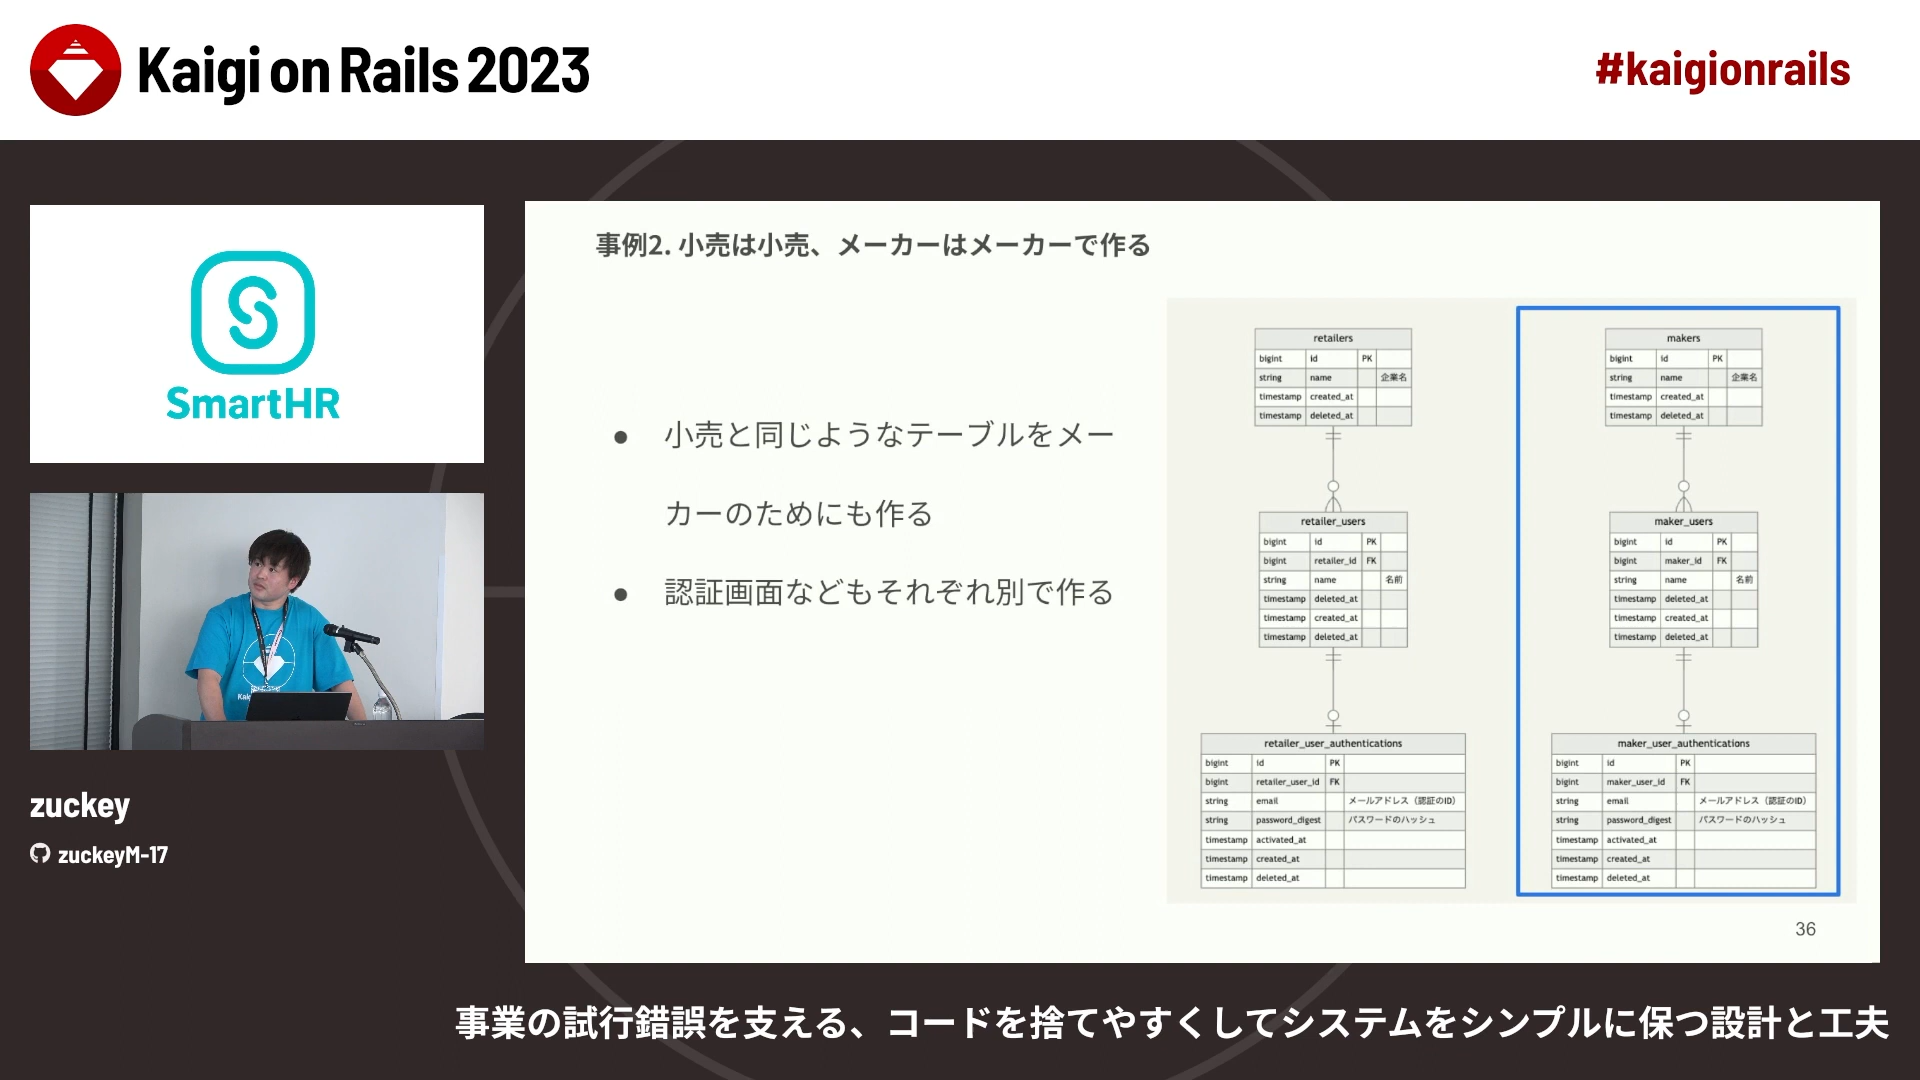 Kaigi on Rails 2023
#kaigionrails
SmartHR
zuckey
zuckeyM-17
事例2. 小売は小売、メーカーはメーカーで作る
● 小売と同じようなテーブルをメー
カーのためにも作る
● 認証画面などもそれぞれ別で作る
retailers
bigint id PK
string name 企業名
timestamp created_at
timestamp deleted_at
retailer_users
bigint id PK
bigint retailer_id FK
string name 名前
timestamp deleted_at
timestamp created_at
timestamp deleted_at
retailer_user_authentications
bigint id PK
bigint retailer_user_id FK
string email メールアドレス（認証のID）
string password_digest パスワードのハッシュ
timestamp activated_at
timestamp created_at
timestamp deleted_at
makers
bigint id PK
string name 企業名
timestamp created_at
timestamp deleted_at
maker_users
bigint id PK
bigint maker_id FK
string name 名前
timestamp deleted_at
timestamp created_at
timestamp deleted_at
maker_user_authentications
bigint id PK
bigint maker_user_id FK
string email メールアドレス（認証のID）
string password_digest パスワードのハッシュ
timestamp activated_at
timestamp created_at
timestamp deleted_at
36
事業の試行錯誤を支える、コードを捨てやすくしてシステムをシンプルに保つ設計と工夫